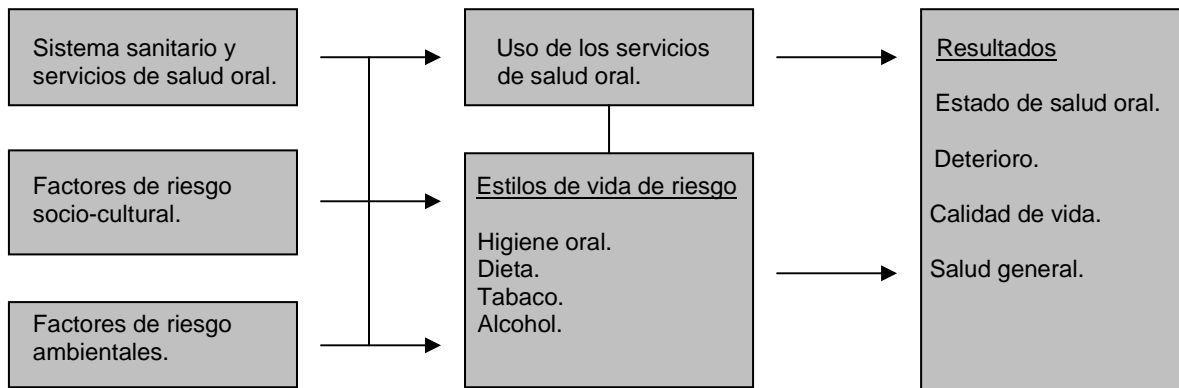 Sistema sanitario y
servicios de salud oral.
Factores de riesgo
socio-cultural.
Factores de riesgo
ambientales.
Uso de los servicios
de salud oral.
Estilos de vida de riesgo
Higiene oral.
Dieta.
Tabaco.
Alcohol.
Resultados
Estado de salud oral.
Deterioro.
Calidad de vida.
Salud general.